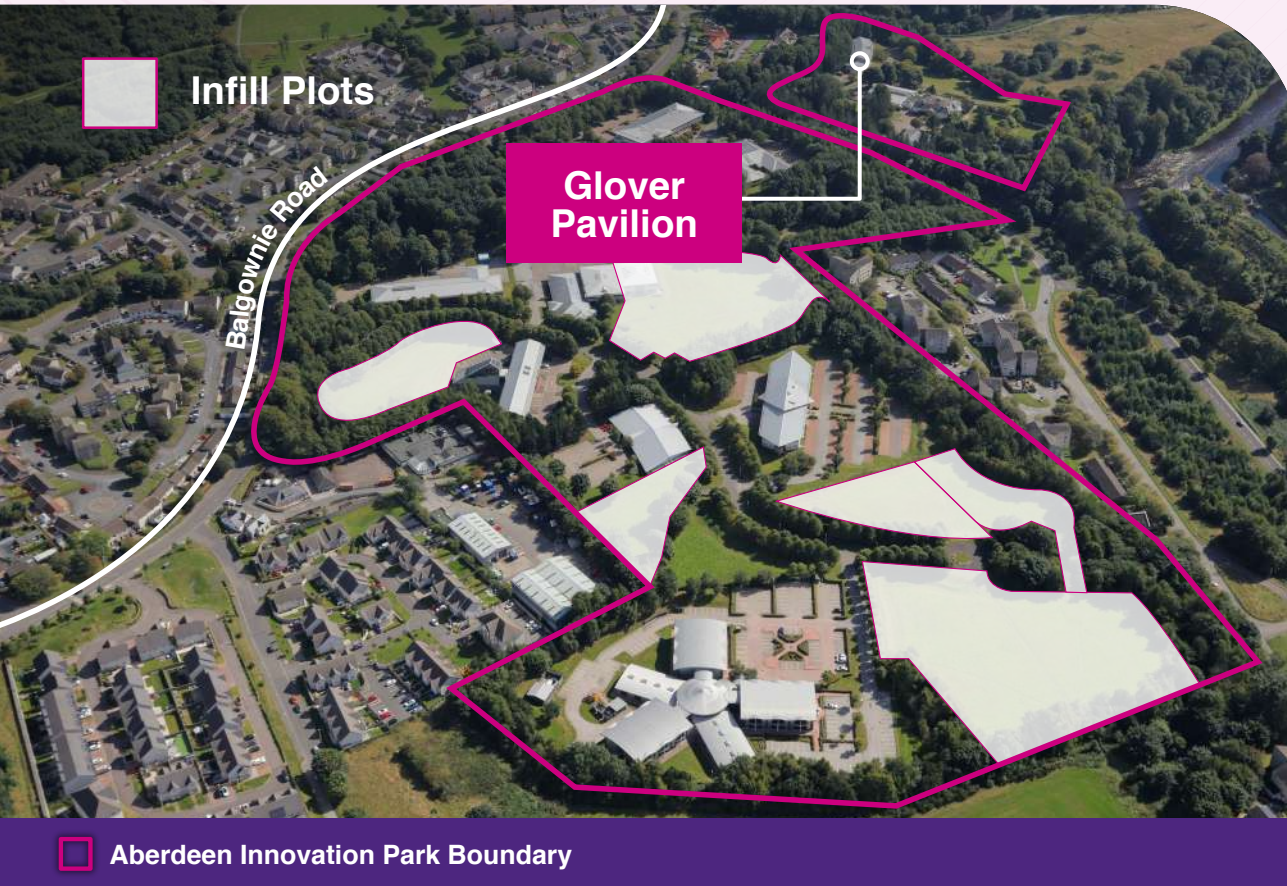 Infill Plots
Balgownie Road
Glover
Pavilion
Aberdeen Innovation Park Boundary